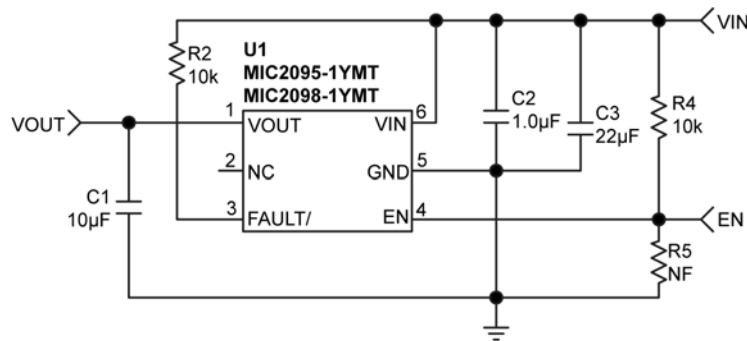 VIN
R2
10k
U1
MIC2095-1YMT
MIC2098-1YMT
C2
1.0µF
C3
22µF
R4
10k
VOUT
1
VOUT
VIN
6
2
NC
GND
5
C1
10µF
3
FAULT/
EN
4
EN
R5
NF